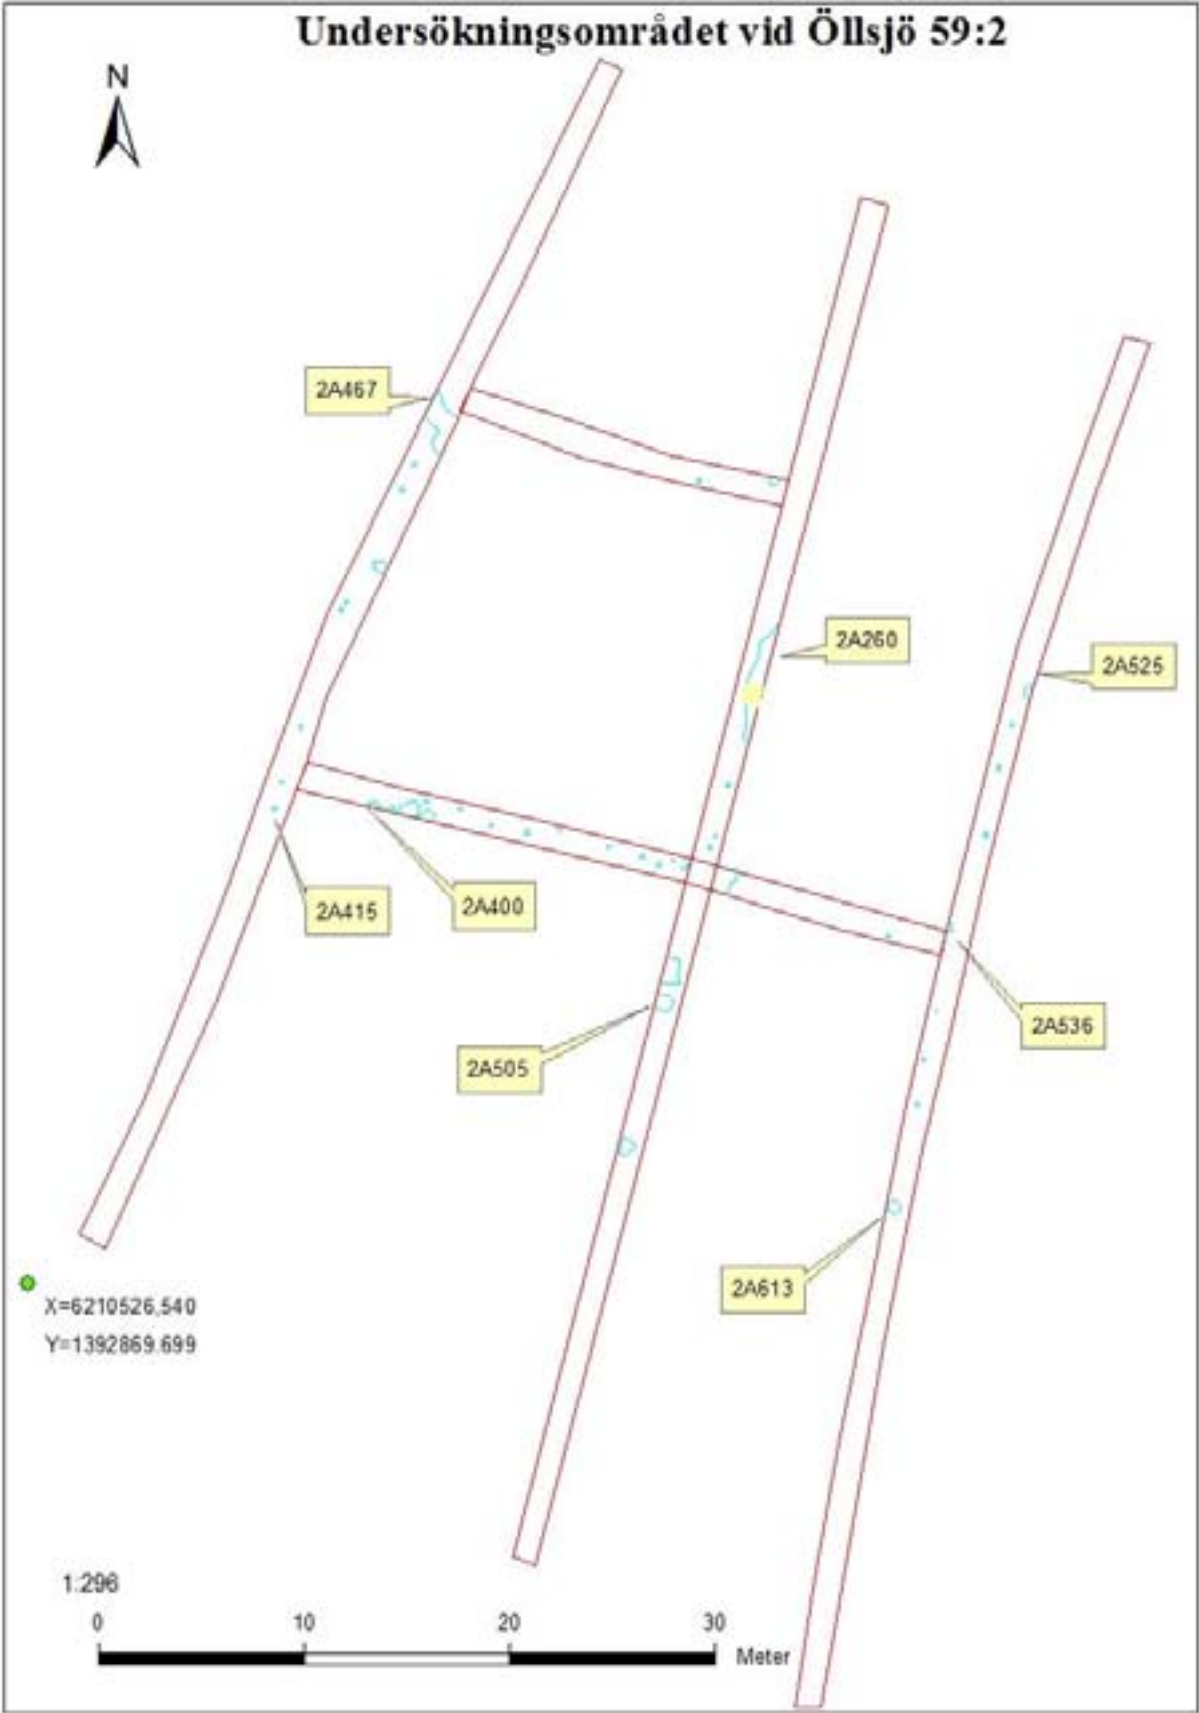 Undersökningsområdet vid Öllsjö 59:2
N
2A467
2A260
2A525
2A415
2A400
2A536
2A505
2A613
X=6210526,540
Y=1392869.699
1:296
0 10 20 30
Meter